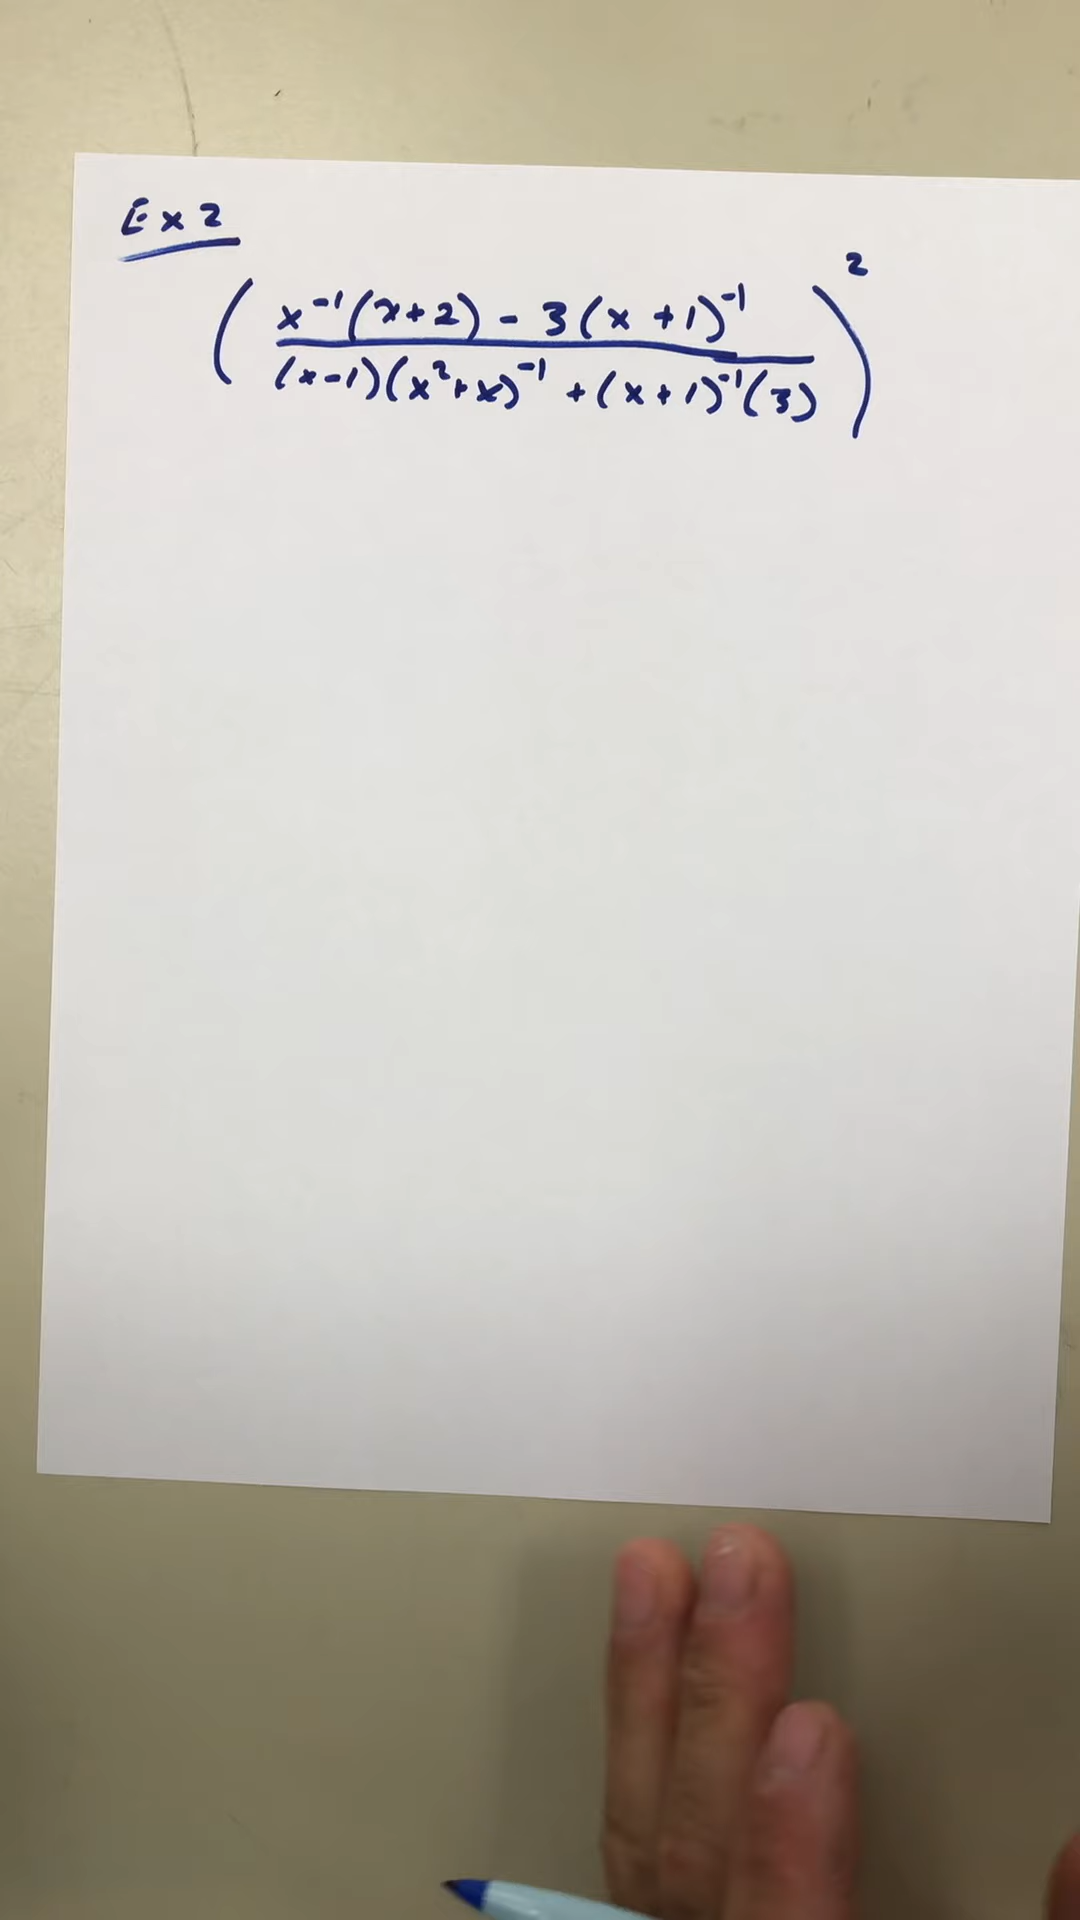 Ex 2
( x⁻¹(x+2) - 3(x+1)⁻¹ )²
(x-1)(x²+x)⁻¹ + (x+1)⁻¹(3)